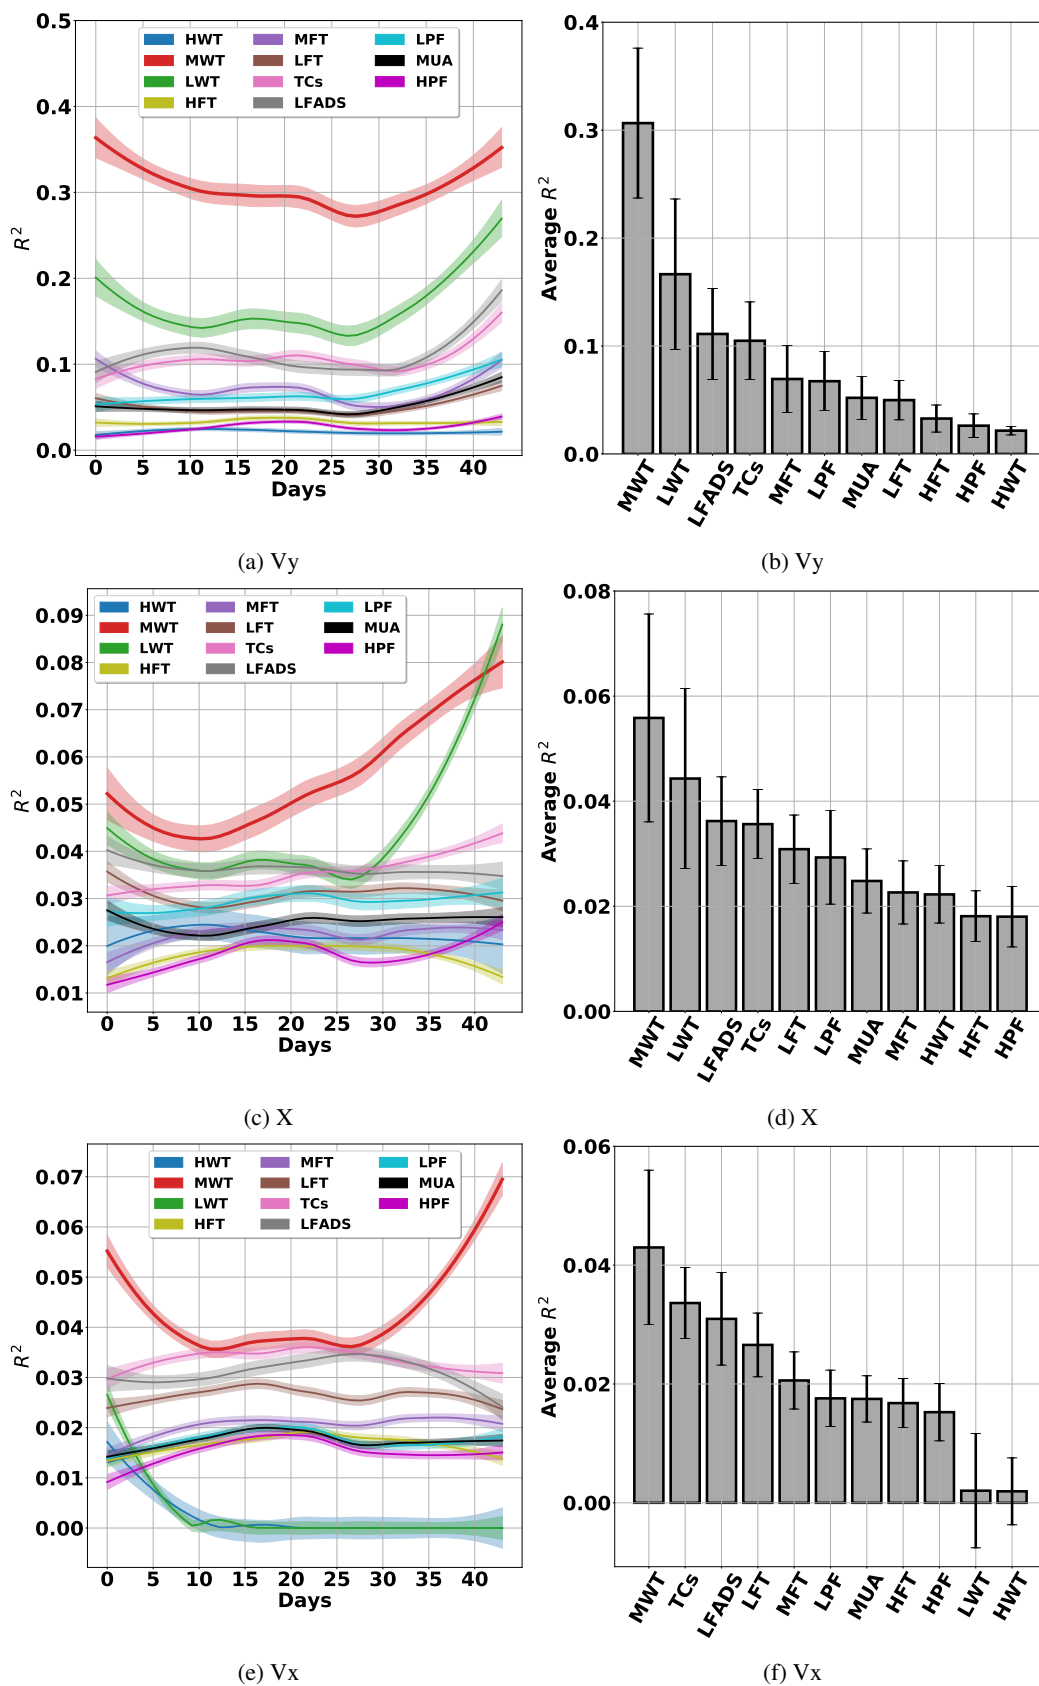 0.5
0.4
0.3
0.2
0.1
0.0
R²
HWT
MWT
LWT
HFT
MFT
LFT
TCs
LFADS
LPF
MUA
HPF
0 5 10 15 20 25 30 35 40
Days
(a) Vy
0.4
0.3
0.2
0.1
0.0
Average R²
MWT LWT LFADS TCs MFT LPF MUA LFT HFT HPF HWT
(b) Vy
0.09
0.08
0.07
0.06
0.05
0.04
0.03
0.02
0.01
R²
HWT
MWT
LWT
HFT
MFT
LFT
TCs
LFADS
LPF
MUA
HPF
0 5 10 15 20 25 30 35 40
Days
(c) X
0.08
0.06
0.04
0.02
0.00
Average R²
MWT LWT LFADS TCs LFT LPF MUA MFT HWT HFT HPF
(d) X
0.07
0.06
0.05
0.04
0.03
0.02
0.01
0.00
R²
HWT
MWT
LWT
HFT
MFT
LFT
TCs
LFADS
LPF
MUA
HPF
0 5 10 15 20 25 30 35 40
Days
(e) Vx
0.06
0.04
0.02
0.00
Average R²
MWT TCs LFADS LFT MFT LPF MUA HFT HPF LWT HWT
(f) Vx